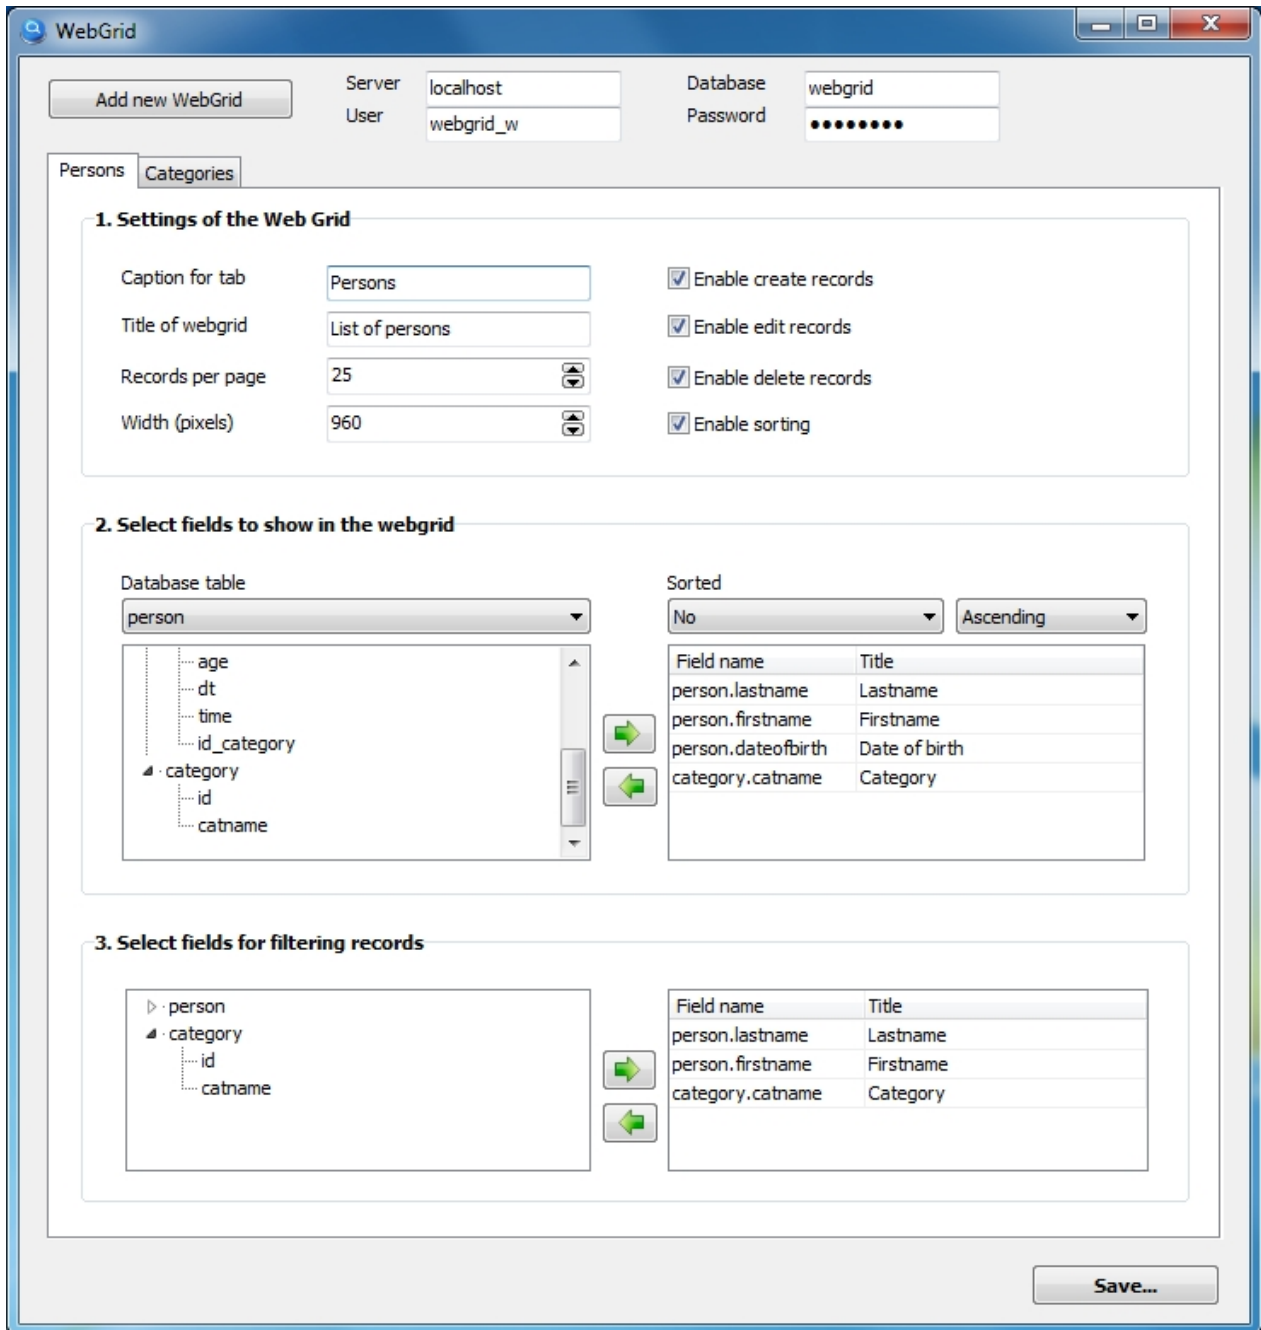 WebGrid
Add new WebGrid
Server localhost Database webgrid
User webgrid_w Password ●●●●●●●●
Persons Categories
1. Settings of the Web Grid
Caption for tab Persons Enable create records
Title of webgrid List of persons Enable edit records
Records per page 25 Enable delete records
Width (pixels) 960 Enable sorting
2. Select fields to show in the webgrid
Database table Sorted
person No Ascending
age
dt
time
id_category
category
id
catname
Field name Title
person.lastname Lastname
person.firstname Firstname
person.dateofbirth Date of birth
category.catname Category
3. Select fields for filtering records
person
category
id
catname
Field name Title
person.lastname Lastname
person.firstname Firstname
category.catname Category
Save...